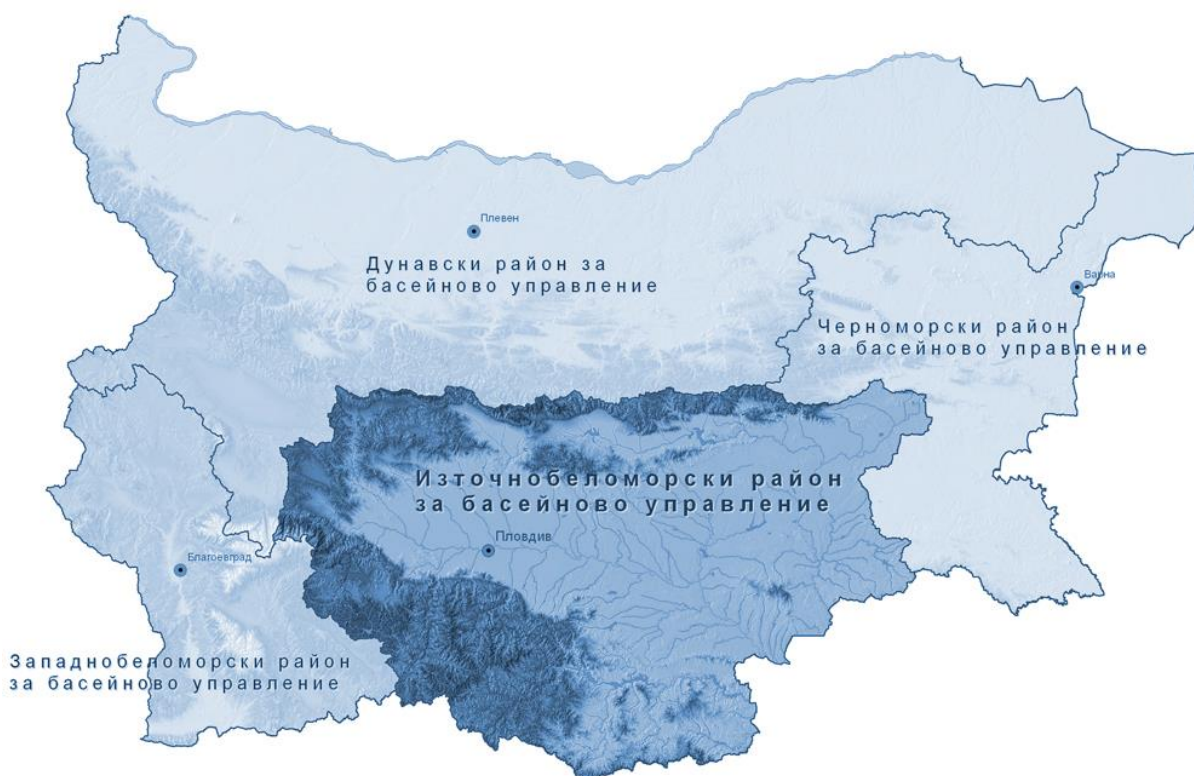 Плевен
Дунавски район за
басейново управление
Варна
Черноморски район
за басейново управление
Източнобеломорски район
за басейново управление
Пловдив
Благоевград
Западнобеломорски район
за басейново управление